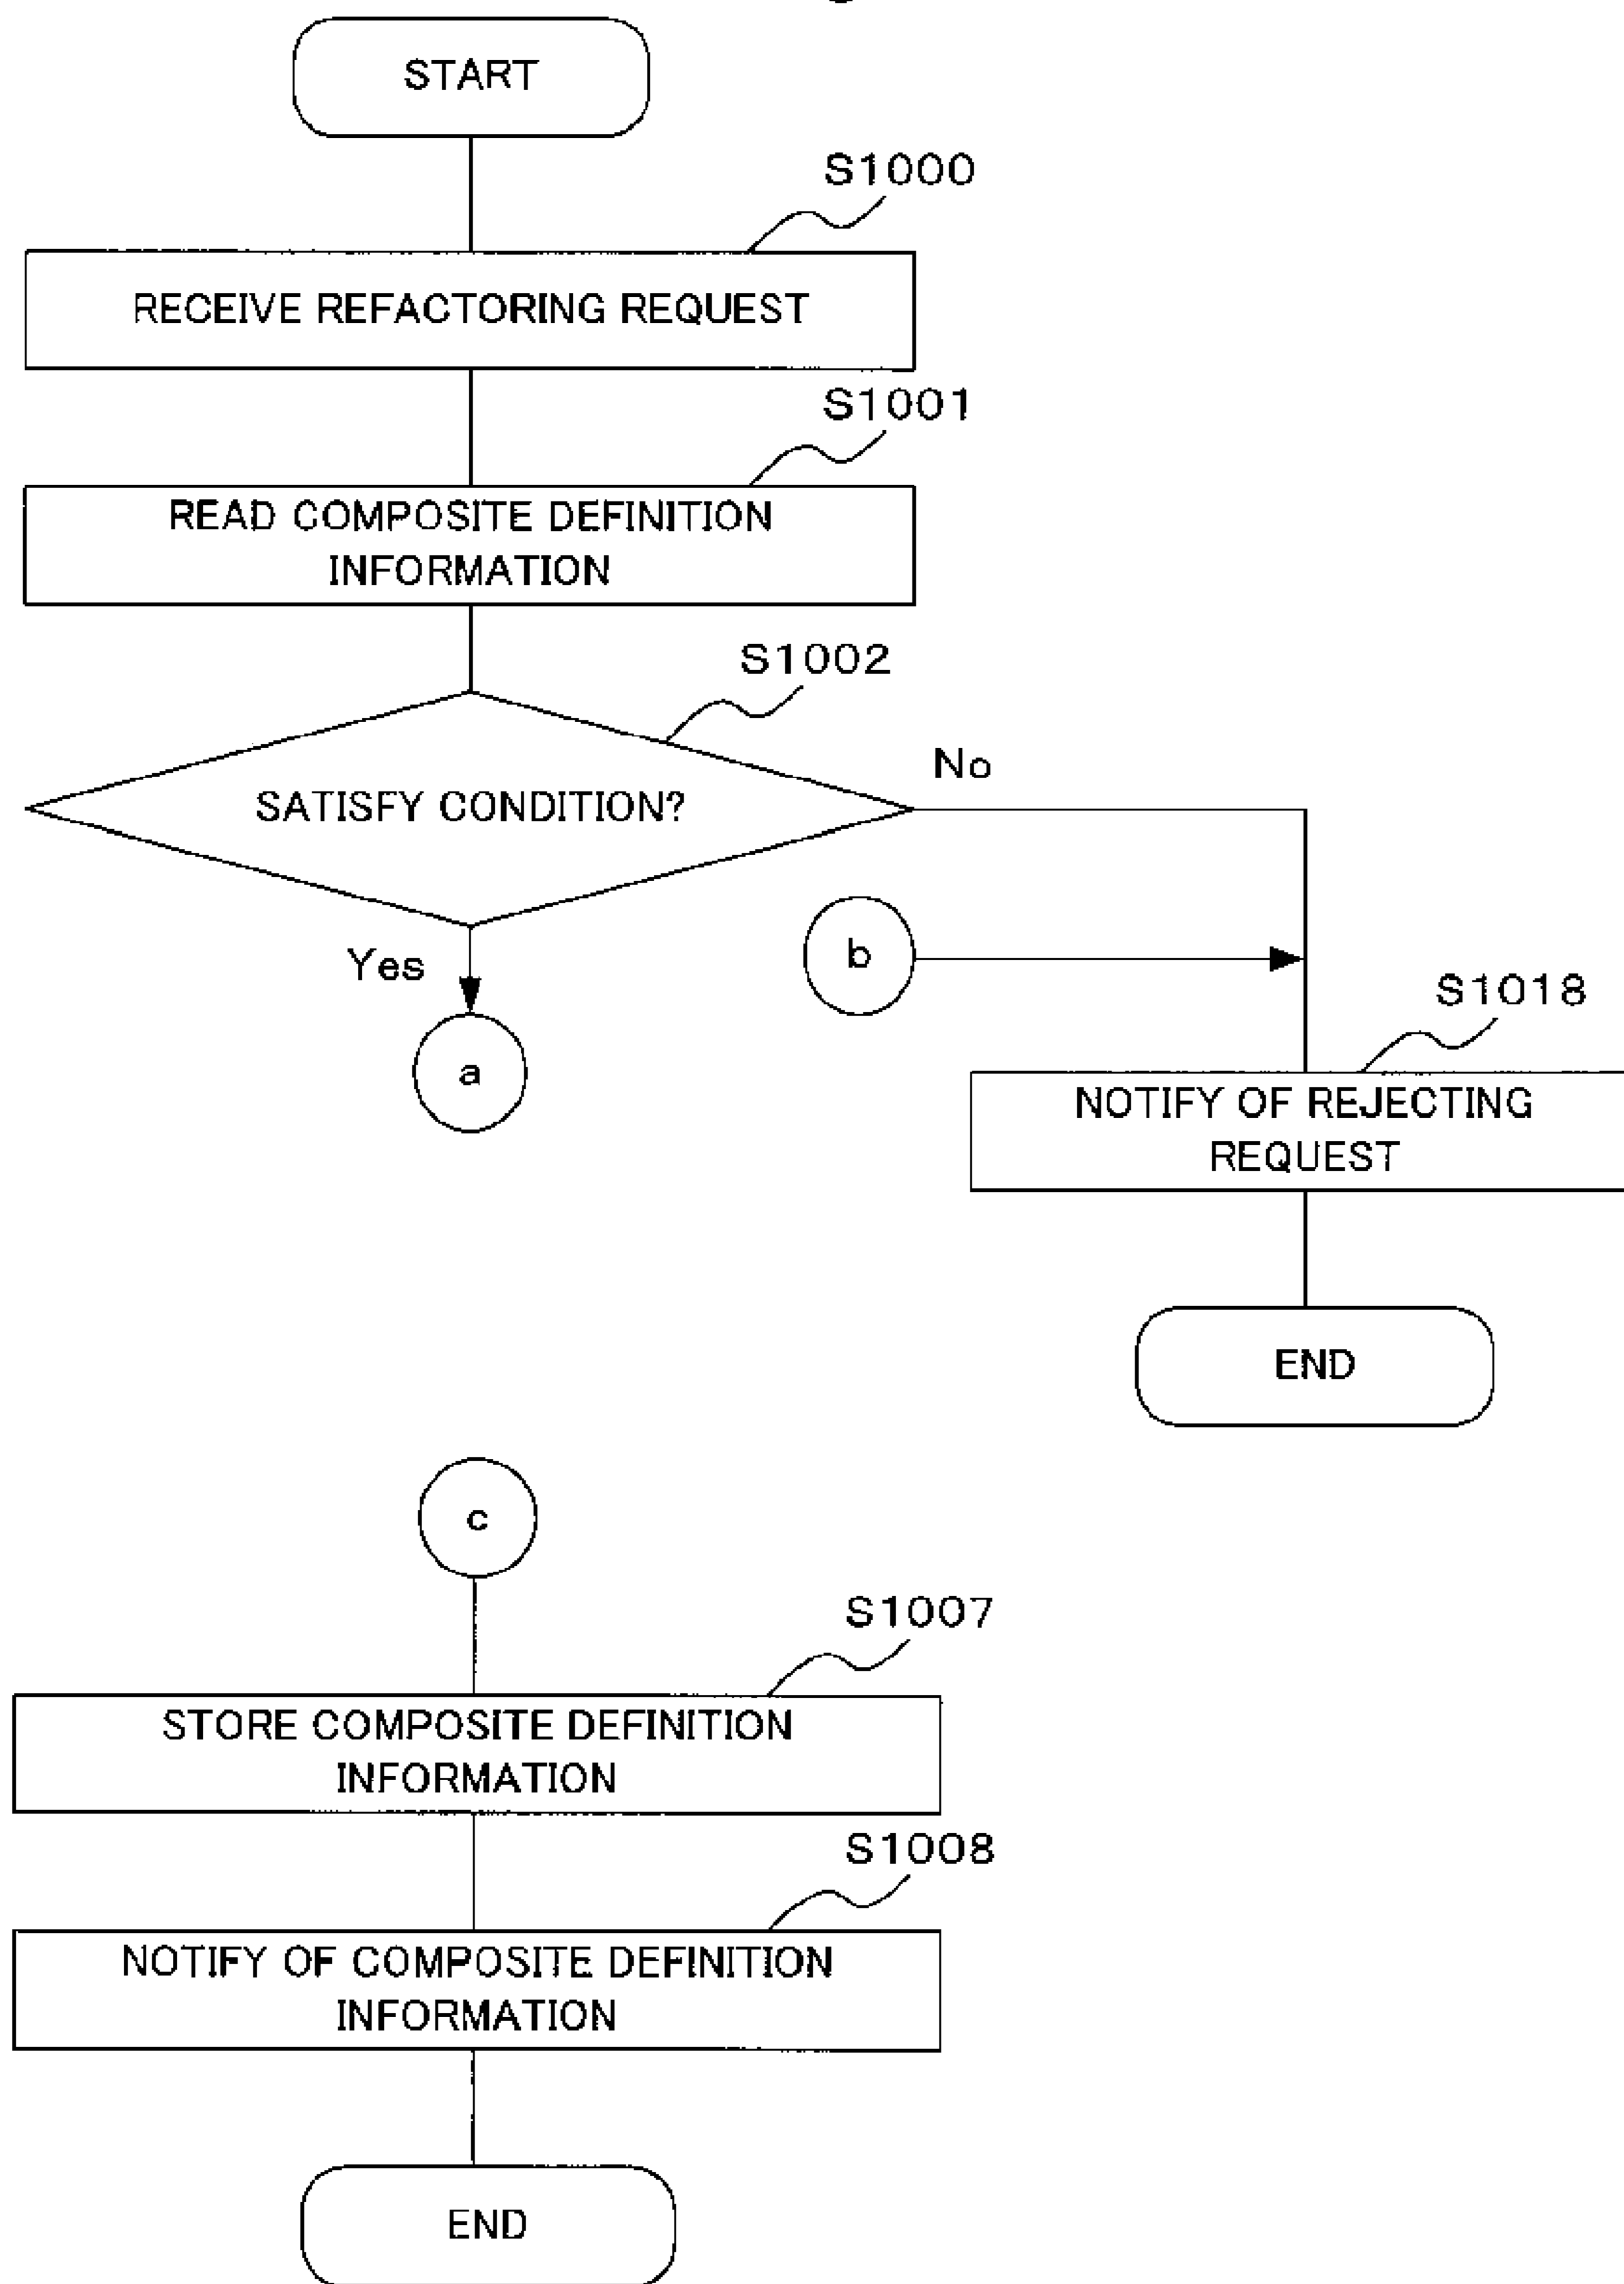 START
S1000
RECEIVE REFACTORING REQUEST
S1001
READ COMPOSITE DEFINITION
INFORMATION
S1002
SATISFY CONDITION?
No
Yes
b
a
S1018
NOTIFY OF REJECTING
REQUEST
END
c
S1007
STORE COMPOSITE DEFINITION
INFORMATION
S1008
NOTIFY OF COMPOSITE DEFINITION
INFORMATION
END